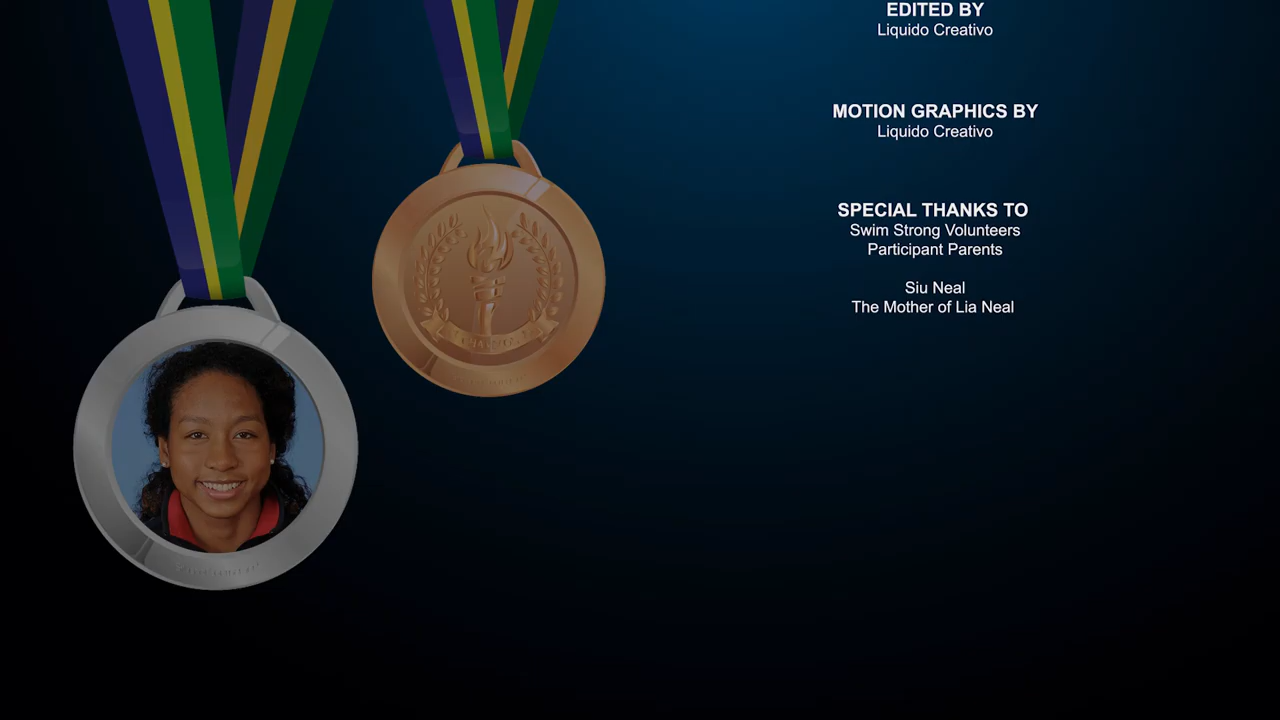 EDITED BY
Liquido Creativo
MOTION GRAPHICS BY
Liquido Creativo
SPECIAL THANKS TO
Swim Strong Volunteers
Participant Parents
Siu Neal
The Mother of Lia Neal